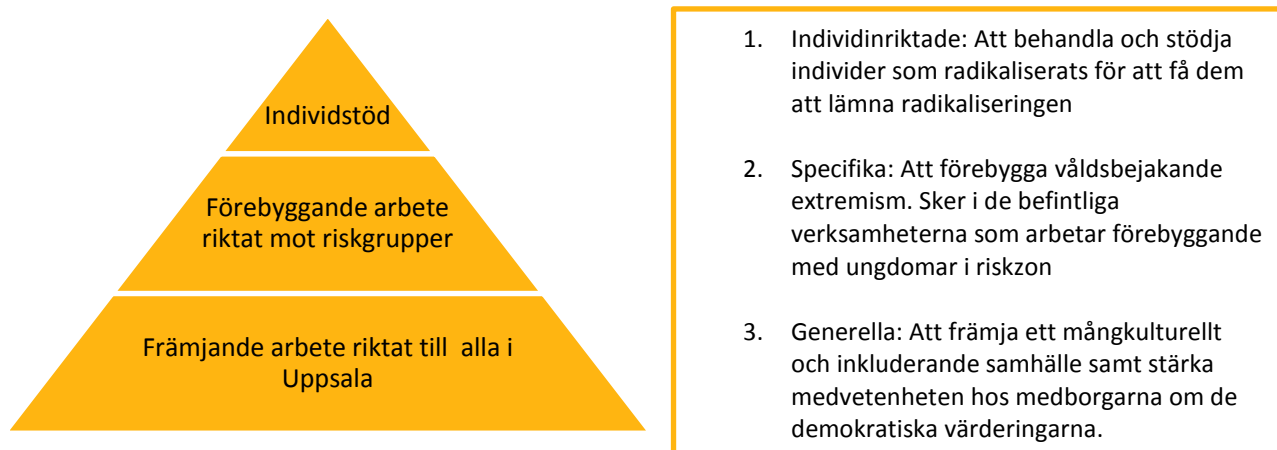 Individstöd
Förebyggande arbete
riktat mot riskgrupper
Främjande arbete riktat till alla i
Uppsala
1. Individinriktade: Att behandla och stödja
individer som radikaliserats för att få dem
att lämna radikaliseringen
2. Specifika: Att förebygga våldsbejakande
extremism. Sker i de befintliga
verksamheterna som arbetar förebyggande
med ungdomar i riskzon
3. Generella: Att främja ett mångkulturellt
och inkluderande samhälle samt stärka
medvetenheten hos medborgarna om de
demokratiska värderingarna.